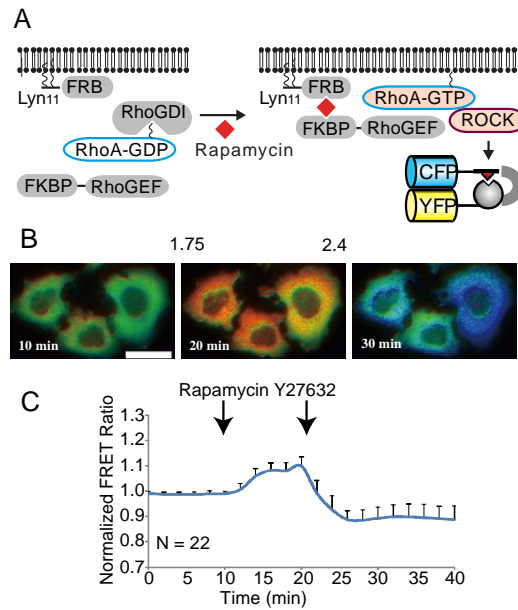 A
Lyn11
FRB
RhoGDI
RhoA-GDP
FKBP
RhoGEF
Rapamycin
Lyn11
FRB
FKBP
RhoGEF
RhoA-GTP
ROCK
CFP
YFP
B
1.75 2.4
10 min
20 min
30 min
C
Rapamycin Y27632
Normalized FRET Ratio
1.3
1.2
1.1
1.0
0.9
0.8
0.7
N = 22
0 5 10 15 20 25 30 35 40
Time (min)